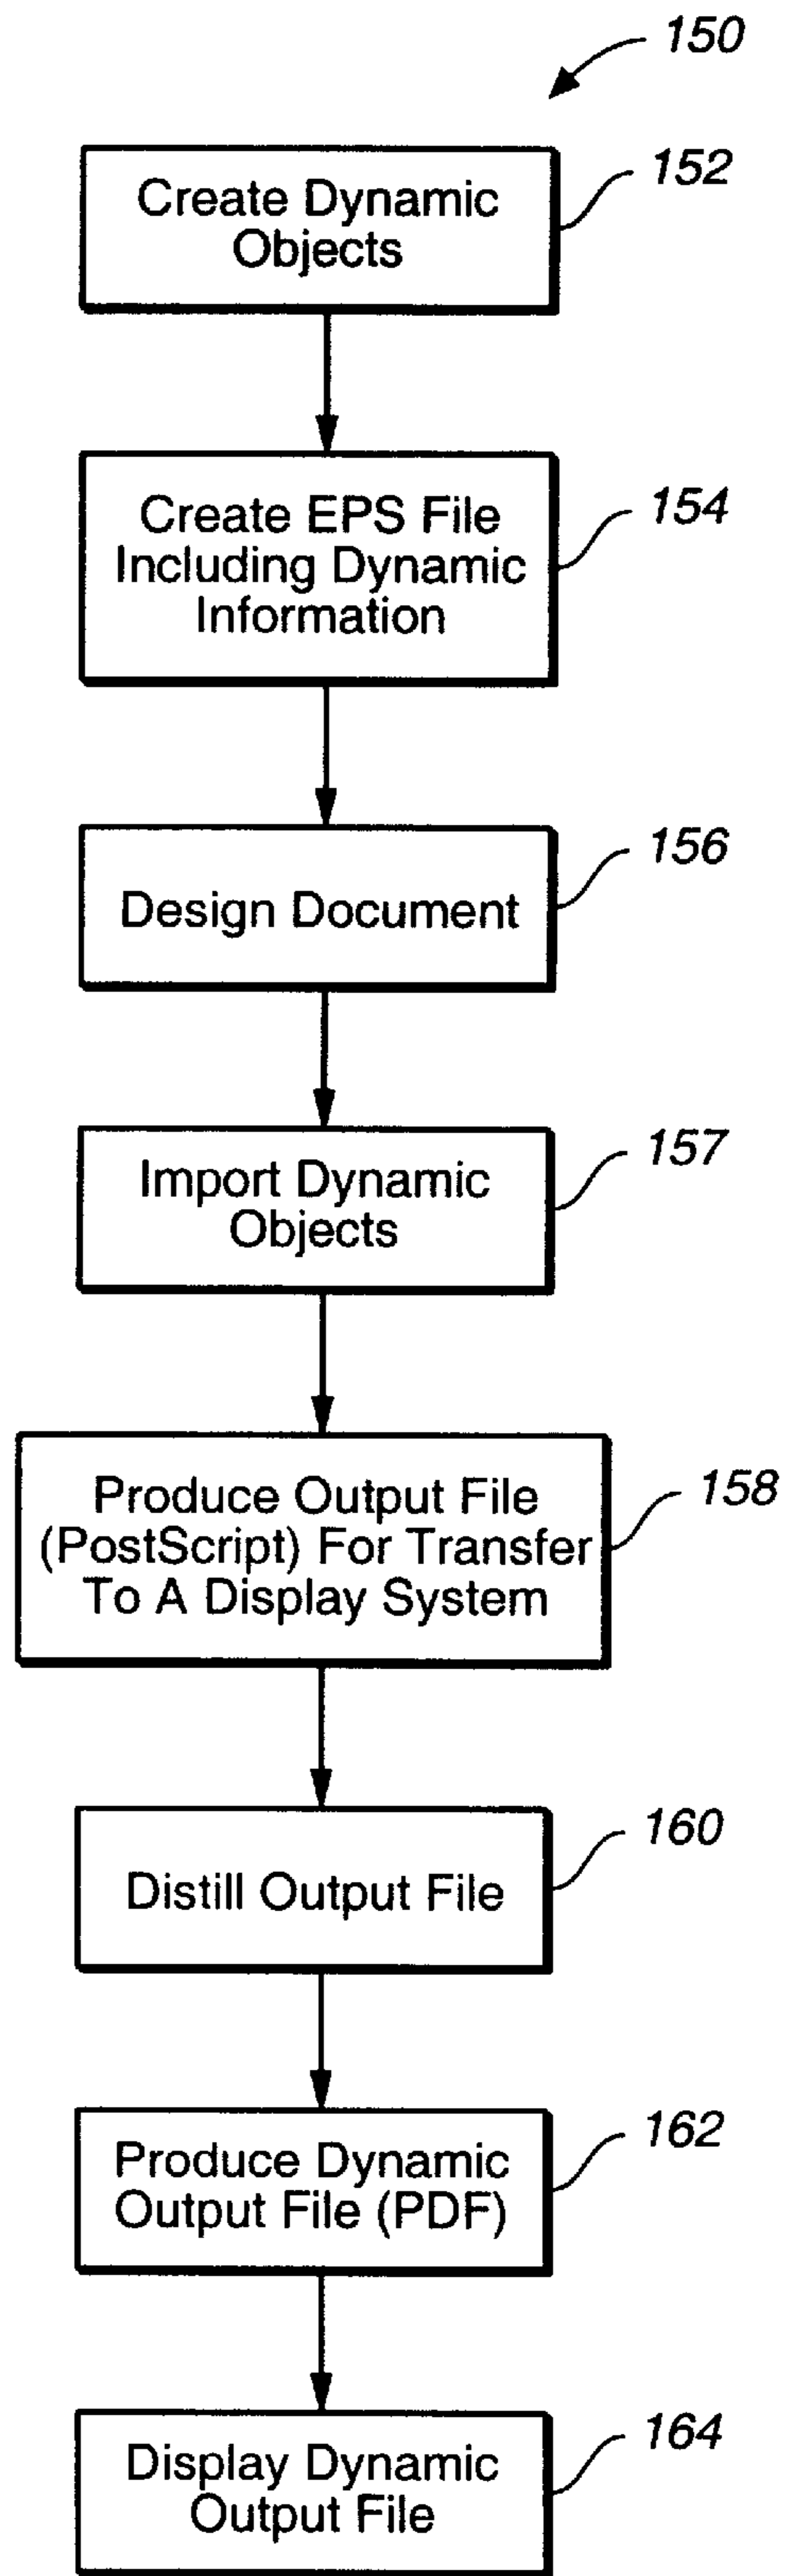 150
152
Create Dynamic
Objects
154
Create EPS File
Including Dynamic
Information
156
Design Document
157
Import Dynamic
Objects
158
Produce Output File
(PostScript) For Transfer
To A Display System
160
Distill Output File
162
Produce Dynamic
Output File (PDF)
164
Display Dynamic
Output File